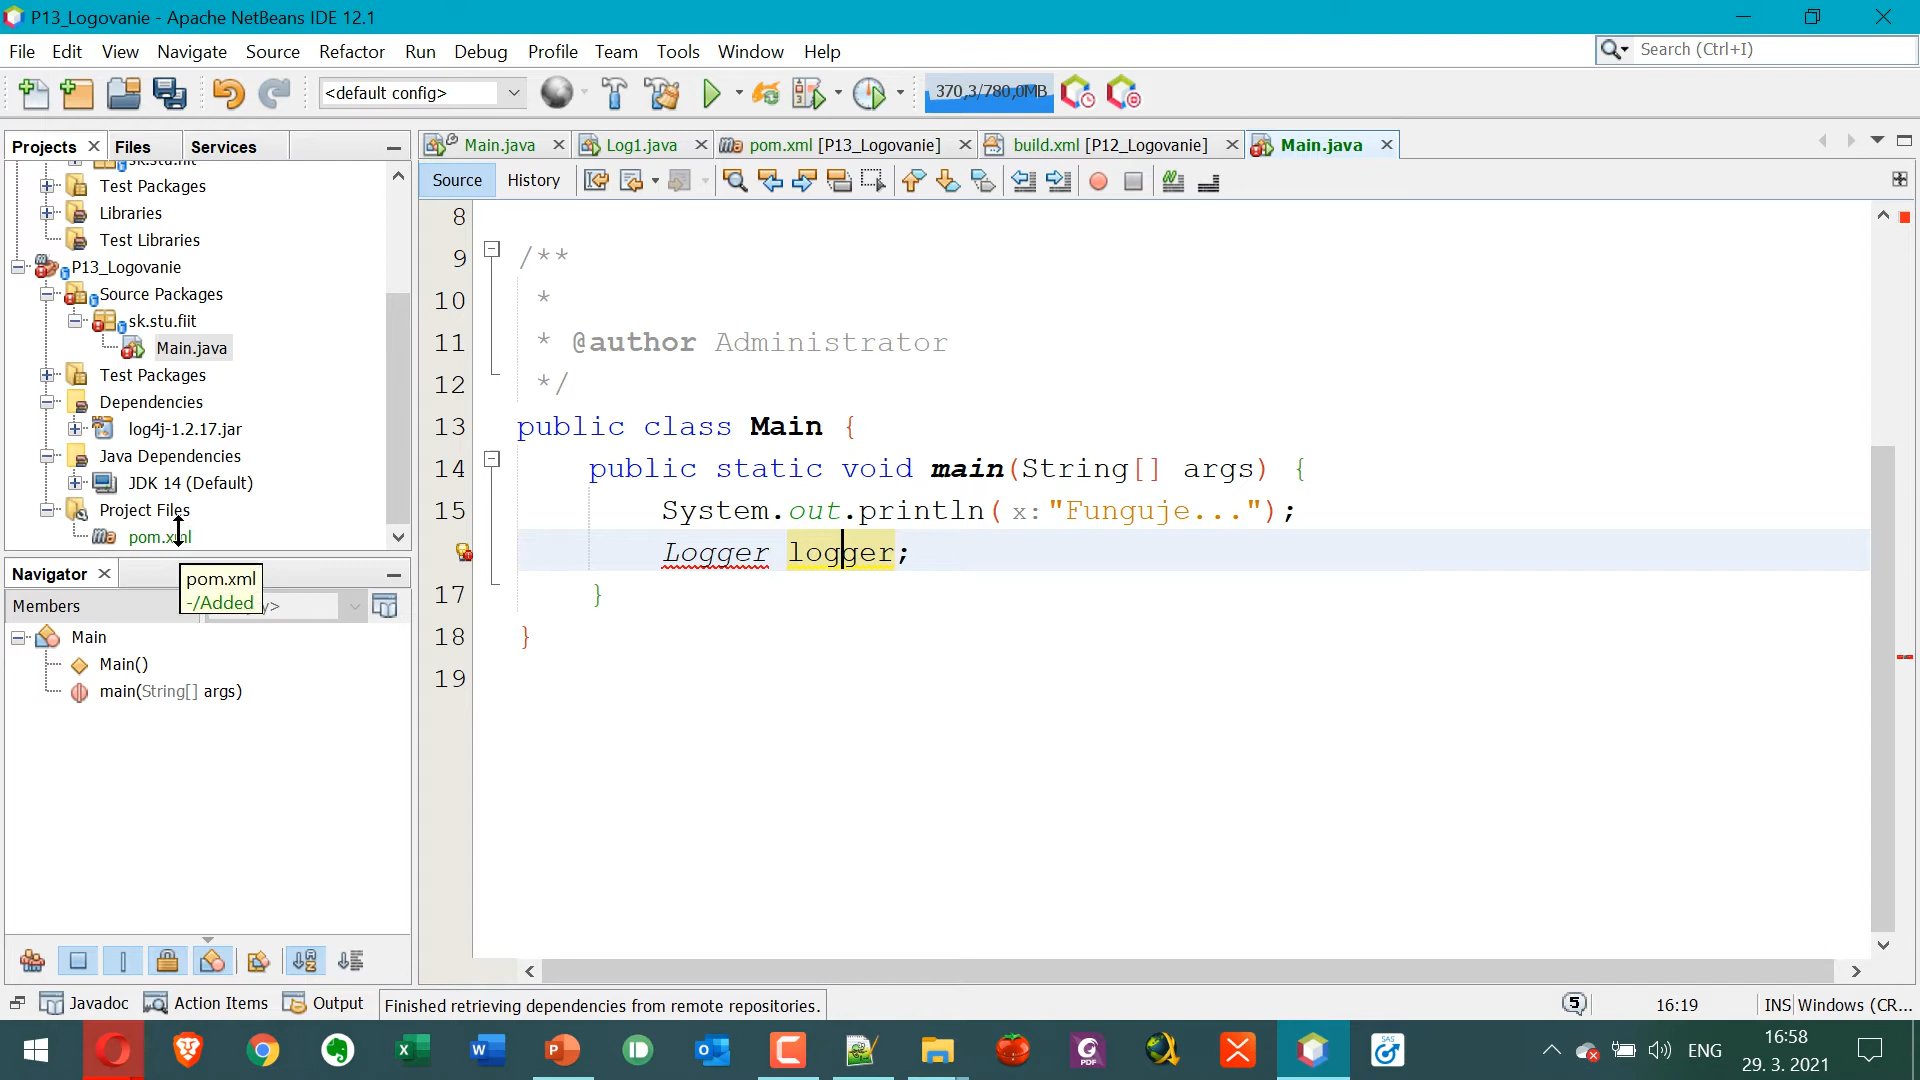 P13_Logovanie - Apache NetBeans IDE 12.1
File Edit View Navigate Source Refactor Run Debug Profile Team Tools Window Help
Search (Ctrl+I)
<default config>
370,3/780,0MB
Projects Files Services
Main.java Log1.java pom.xml [P13_Logovanie] build.xml [P12_Logovanie] Main.java
Source History
Test Packages
Libraries
Test Libraries
P13_Logovanie
Source Packages
sk.stu.fiit
Main.java
Test Packages
Dependencies
log4j-1.2.17.jar
Java Dependencies
JDK 14 (Default)
Project Files
pom.xml
8
9 /**
10 *
11 * @author Administrator
12 */
13 public class Main {
14 public static void main(String[] args) {
15 System.out.println( x: "Funguje...");
Logger logger;
17 }
18 }
19
Navigator
pom.xml
-/Added
Members
Main
Main()
main(String[] args)
Javadoc Action Items Output
Finished retrieving dependencies from remote repositories.
5
16:19
INS Windows (CR...
ENG
16:58
29. 3. 2021